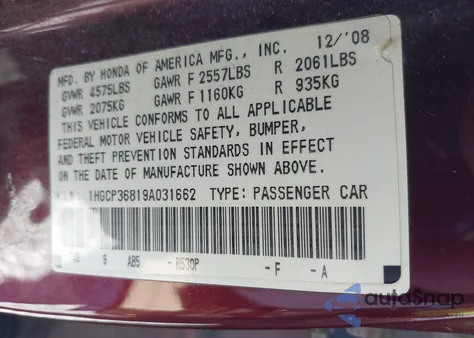 MFD. BY HONDA OF AMERICA MFG., INC. 12/'08
GVWR 4575LBS GAWR F 2557LBS R 2061LBS
GVWR 2075KG GAWR F 1160KG R 935KG
THIS VEHICLE CONFORMS TO ALL APPLICABLE
FEDERAL MOTOR VEHICLE SAFETY, BUMPER,
AND THEFT PREVENTION STANDARDS IN EFFECT
ON THE DATE OF MANUFACTURE SHOWN ABOVE.
1HGCP36819A031662 TYPE: PASSENGER CAR
9 AB5 -R530P -F -A
autoSnap